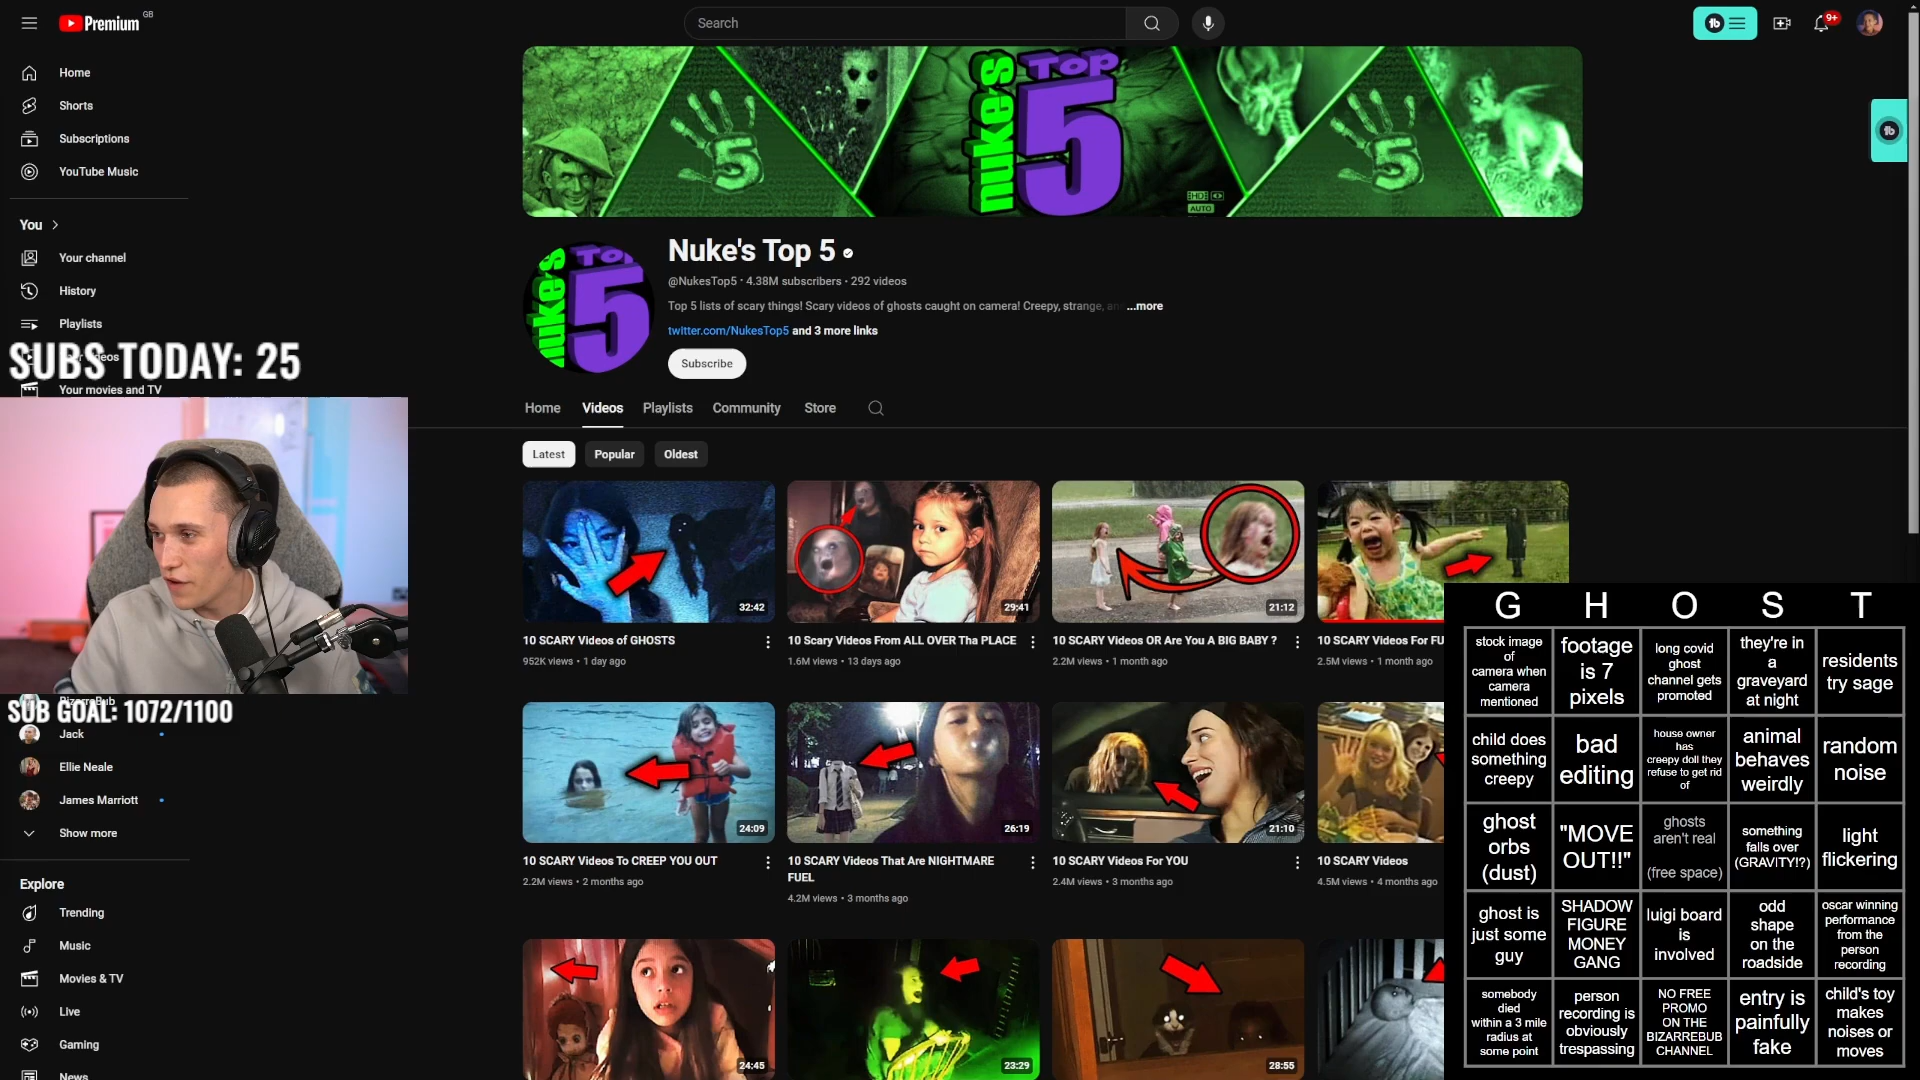 Premium GB
Search
9+
Home
Shorts
Subscriptions
YouTube Music
You
Your channel
History
Playlists
SUBS TODAY: 25
Your movies and TV
SUB GOAL: 1072/1100
Jack
Ellie Neale
James Marriott
Show more
Explore
Trending
Music
Movies & TV
Live
Gaming
News
nuke's Top 5
5
5
HD
AUTO
nuke's Top 5
Nuke's Top 5
@NukesTop5 · 4.38M subscribers · 292 videos
Top 5 lists of scary things! Scary videos of ghosts caught on camera! Creepy, strange, an ...more
twitter.com/NukesTop5 and 3 more links
Subscribe
Home Videos Playlists Community Store
Latest Popular Oldest
32:42
10 SCARY Videos of GHOSTS
952K views • 1 day ago
29:41
10 Scary Videos From ALL OVER Tha PLACE
1.6M views • 13 days ago
21:12
10 SCARY Videos OR Are You A BIG BABY ?
2.2M views • 1 month ago
10 SCARY Videos For FU
2.5M views • 1 month ago
24:09
10 SCARY Videos To CREEP YOU OUT
2.2M views • 2 months ago
26:19
10 SCARY Videos That Are NIGHTMARE
FUEL
4.2M views • 3 months ago
21:10
10 SCARY Videos For YOU
2.4M views • 3 months ago
10 SCARY Videos
4.5M views • 4 months ago
24:45
23:29
28:55
G H O S T
stock image
of
camera when
camera
mentioned
footage
is 7
pixels
long covid
ghost
channel gets
promoted
they're in
a
graveyard
at night
residents
try sage
child does
something
creepy
bad
editing
house owner
has
creepy doll they
refuse to get rid
of
animal
behaves
weirdly
random
noise
ghost
orbs
(dust)
"MOVE
OUT!!"
ghosts
aren't real
(free space)
something
falls over
(GRAVITY!?)
light
flickering
ghost is
just some
guy
SHADOW
FIGURE
MONEY
GANG
luigi board
is
involved
odd
shape
on the
roadside
oscar winning
performance
from the
person
recording
somebody
died
within a 3 mile
radius at
some point
person
recording is
obviously
trespassing
NO FREE
PROMO
ON THE
BIZARREBUB
CHANNEL
entry is
painfully
fake
child's toy
makes
noises or
moves